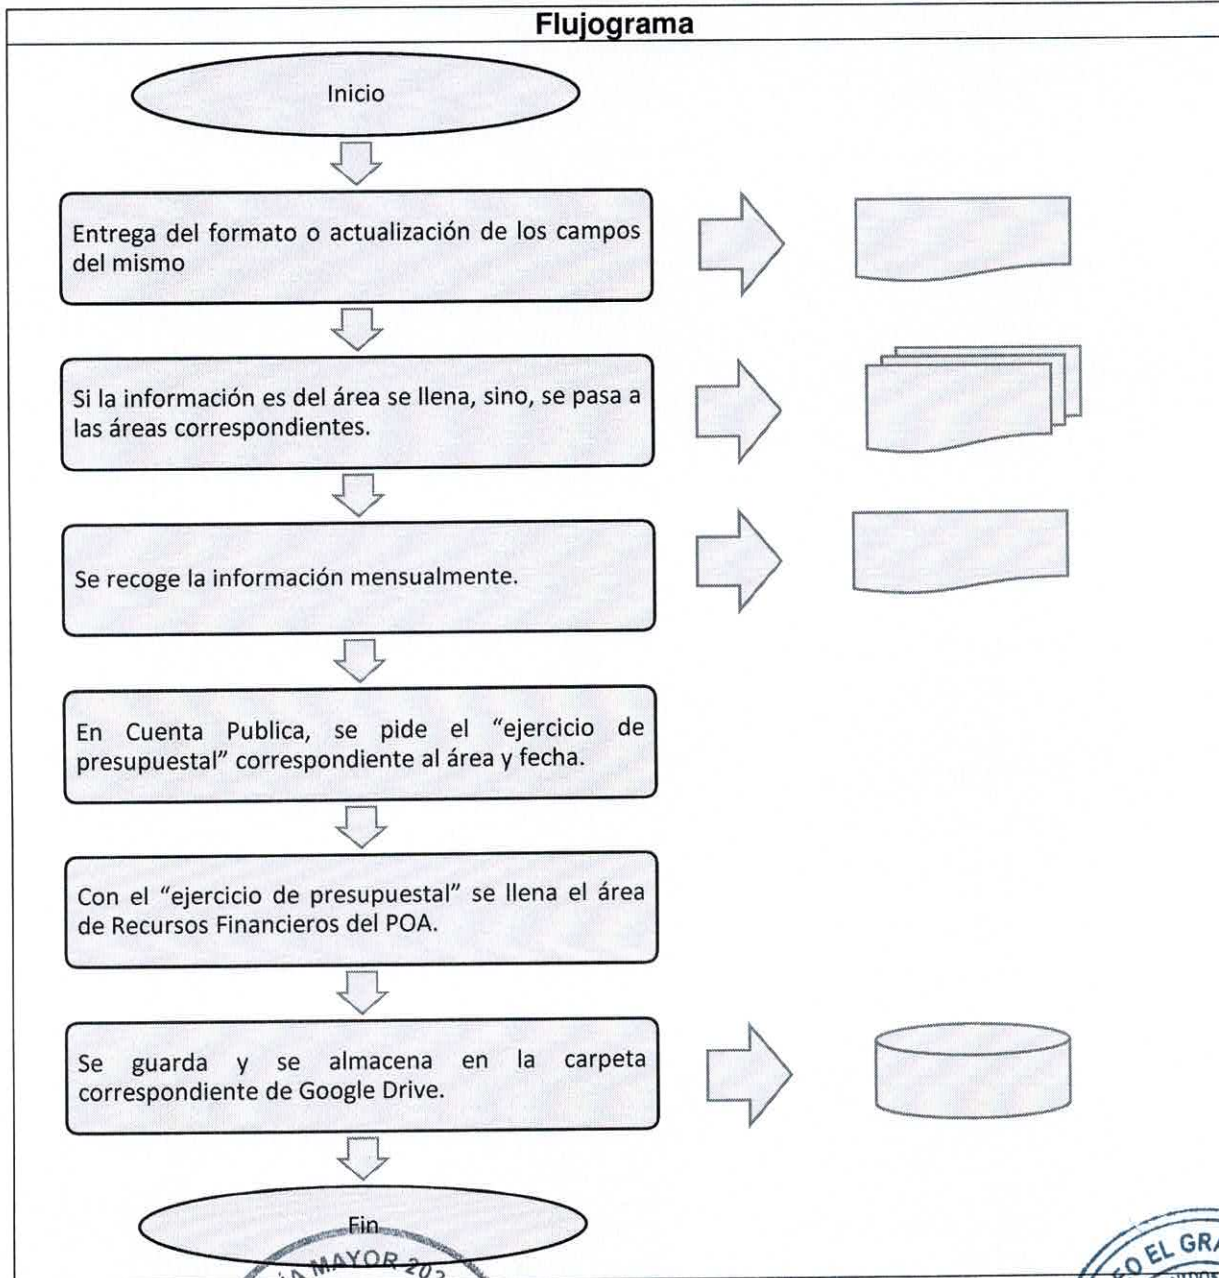 Flujograma
Inicio
Entrega del formato o actualización de los campos
del mismo
Si la información es del área se llena, sino, se pasa a
las áreas correspondientes.
Se recoge la información mensualmente.
En Cuenta Publica, se pide el “ejercicio de
presupuestal” correspondiente al área y fecha.
Con el “ejercicio de presupuestal” se llena el área
de Recursos Financieros del POA.
Se guarda y se almacena en la carpeta
correspondiente de Google Drive.
Fin
MAYOR
EL